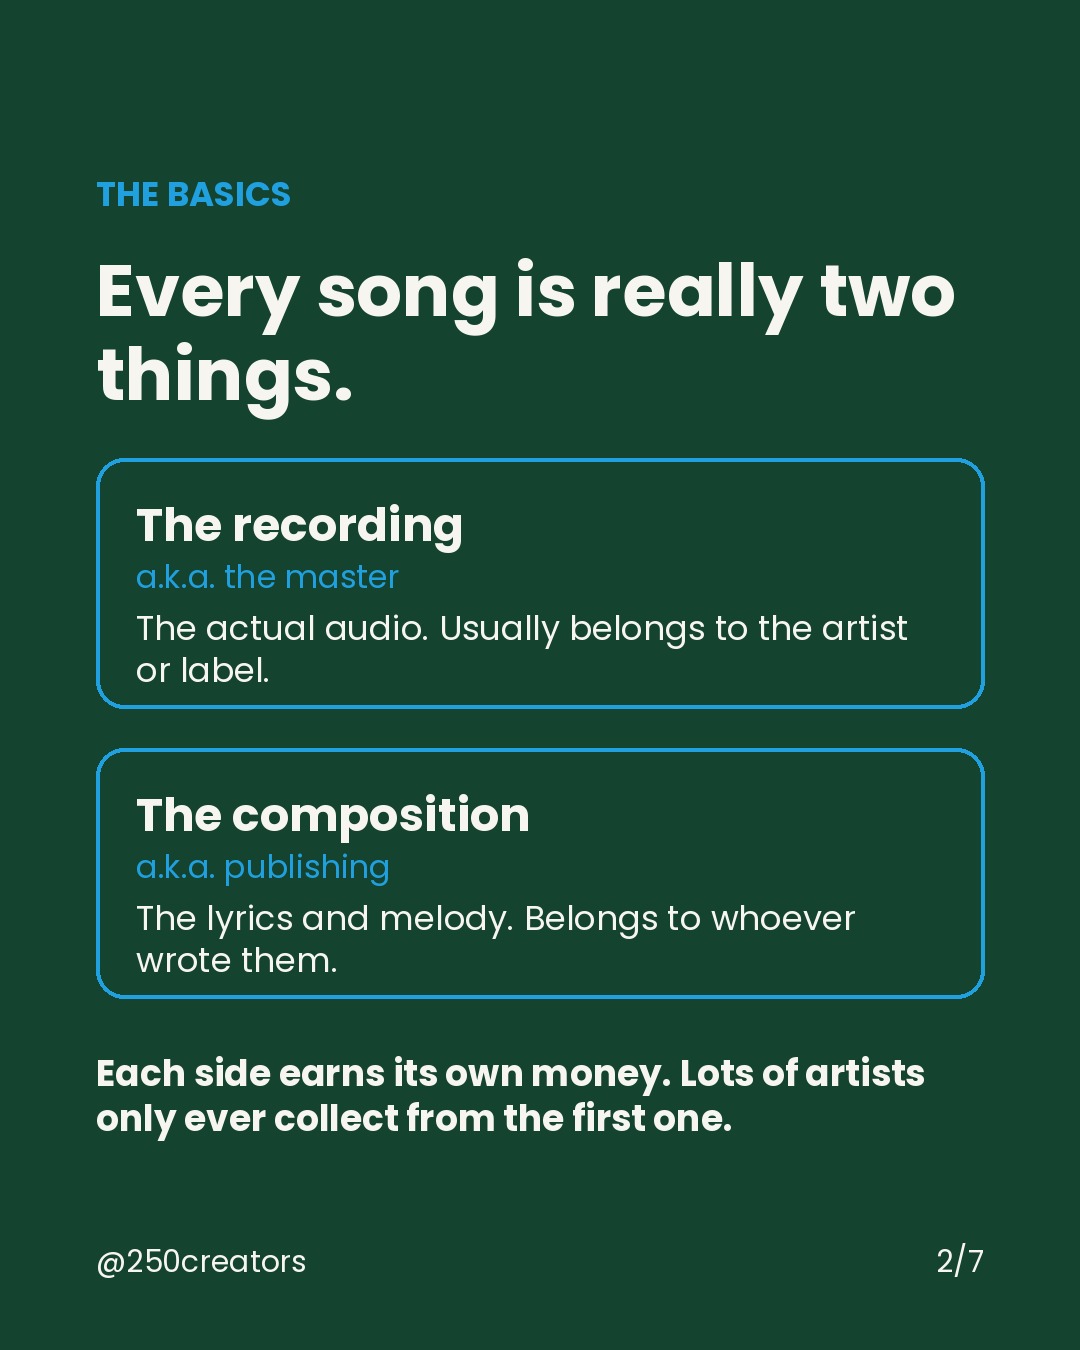 THE BASICS
Every song is really two
things.
The recording
a.k.a. the master
The actual audio. Usually belongs to the artist
or label.
The composition
a.k.a. publishing
The lyrics and melody. Belongs to whoever
wrote them.
Each side earns its own money. Lots of artists
only ever collect from the first one.
@250creators
2/7